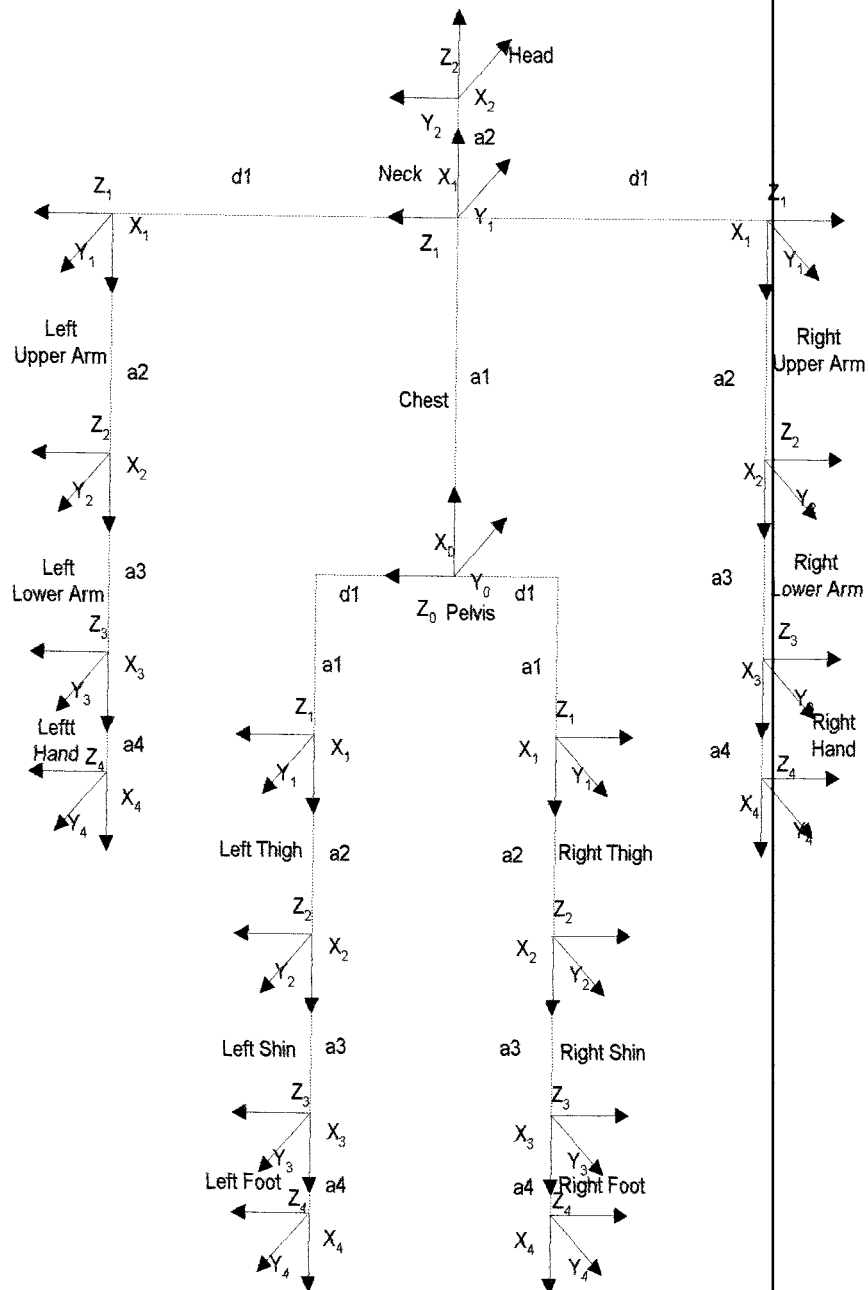 Z2 Head
X2
Y2 a2
d1 Neck X1 d1
Z1 Z1
X1 Y1 X1
Y1 Z1 Y1
Left Right
Upper Arm Upper Arm
a2 a1 a2
Chest
Z2 Z2
X2 X2
Y2
X0
Left a3 a3 Right
Lower Arm Y0 Lower Arm
d1 Z0 Pelvis d1
Z3 Z3
X3 a1 a1 X3
Y3
Leftt Z1 Z1 Right
Hand a4 a4 Hand
Z4 X1 X1 Z4
X4 Y1 Y1 X4
Y4 Y4
Left Thigh a2 a2 Right Thigh
Z2 Z2
X2 X2
Y2 Y2
Left Shin a3 a3 Right Shin
Z3 Z3
X3 X3
Y3 Y3
Left Foot a4 a4 Right Foot
Z4 Z4
X4 X4
Y4 Y4